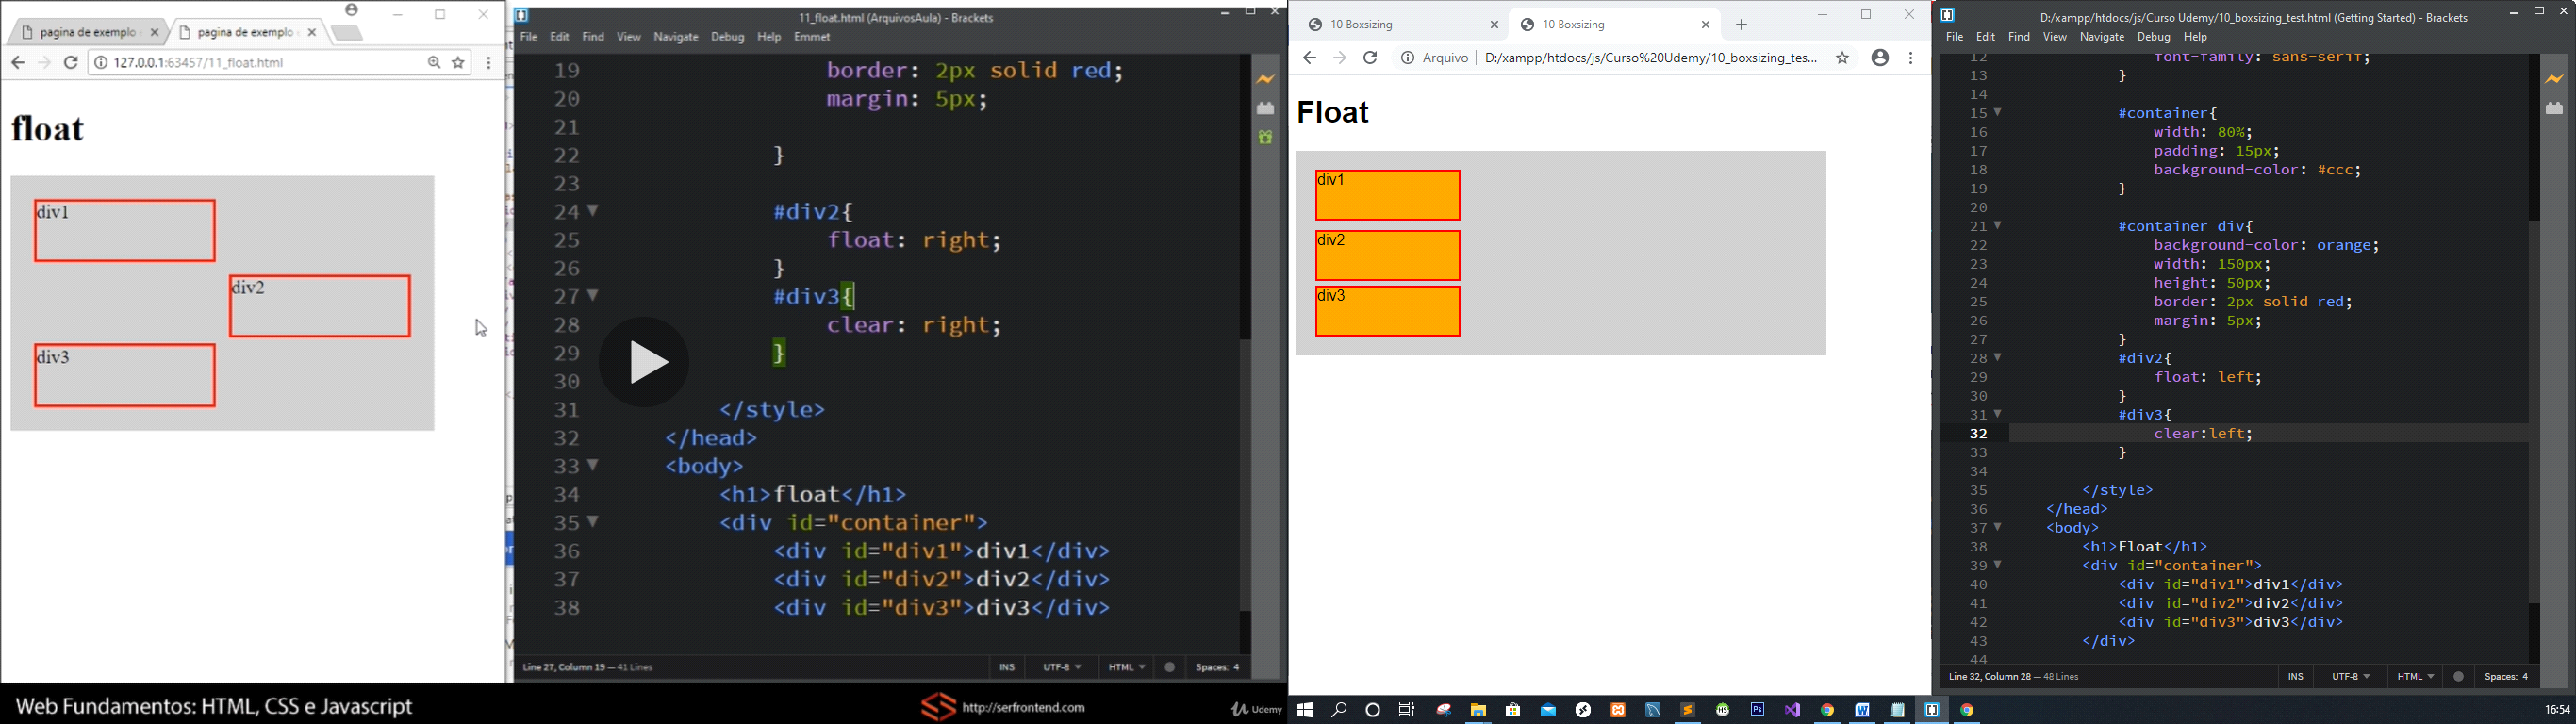 pagina de exemplo
pagina de exemplo
127.0.0.1:63457/11_float.html
float
div1
div2
div3
11_float.html (ArquivosAula) - Brackets
File Edit Find View Navigate Debug Help Emmet
19 border: 2px solid red;
20 margin: 5px;
21
22 }
23
24 #div2{
25 float: right;
26 }
27 #div3{
28 clear: right;
29 }
30
31 </style>
32 </head>
33 <body>
34 <h1>float</h1>
35 <div id="container">
36 <div id="div1">div1</div>
37 <div id="div2">div2</div>
38 <div id="div3">div3</div>
Line 27, Column 19 — 41 Lines
INS UTF-8 HTML Spaces: 4
Web Fundamentos: HTML, CSS e Javascript
http://serfrontend.com
Udemy
10 Boxsizing
10 Boxsizing
Arquivo | D:/xampp/htdocs/js/Curso%20Udemy/10_boxsizing_tes...
Float
div1
div2
div3
D:/xampp/htdocs/js/Curso Udemy/10_boxsizing_test.html (Getting Started) - Brackets
File Edit Find View Navigate Debug Help
12 font-family: sans-serif;
13 }
14
15 #container{
16 width: 80%;
17 padding: 15px;
18 background-color: #ccc;
19 }
20
21 #container div{
22 background-color: orange;
23 width: 150px;
24 height: 50px;
25 border: 2px solid red;
26 margin: 5px;
27 }
28 #div2{
29 float: left;
30 }
31 #div3{
32 clear:left;
33 }
34
35 </style>
36 </head>
37 <body>
38 <h1>Float</h1>
39 <div id="container">
40 <div id="div1">div1</div>
41 <div id="div2">div2</div>
42 <div id="div3">div3</div>
43 </div>
44
Line 32, Column 28 — 48 Lines
INS UTF-8 HTML Spaces: 4
16:54